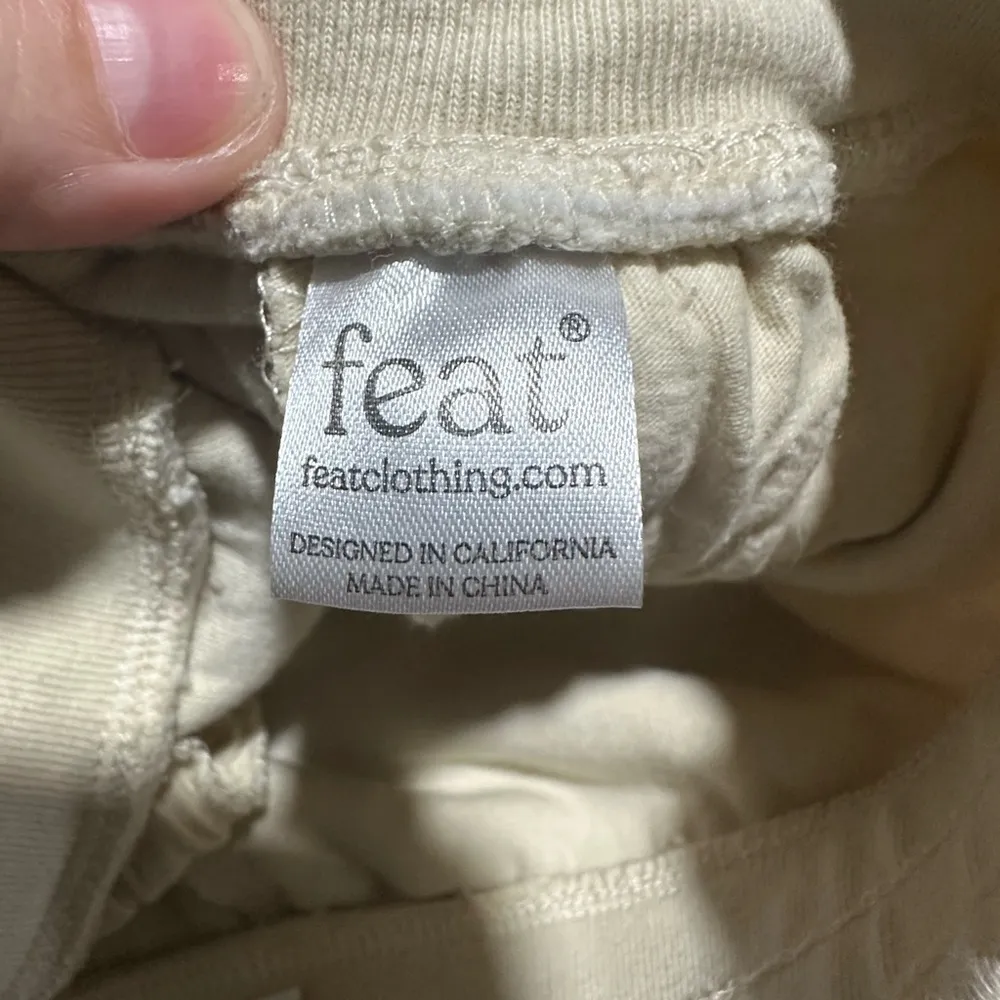 feat®
featclothing.com
DESIGNED IN CALIFORNIA
MADE IN CHINA